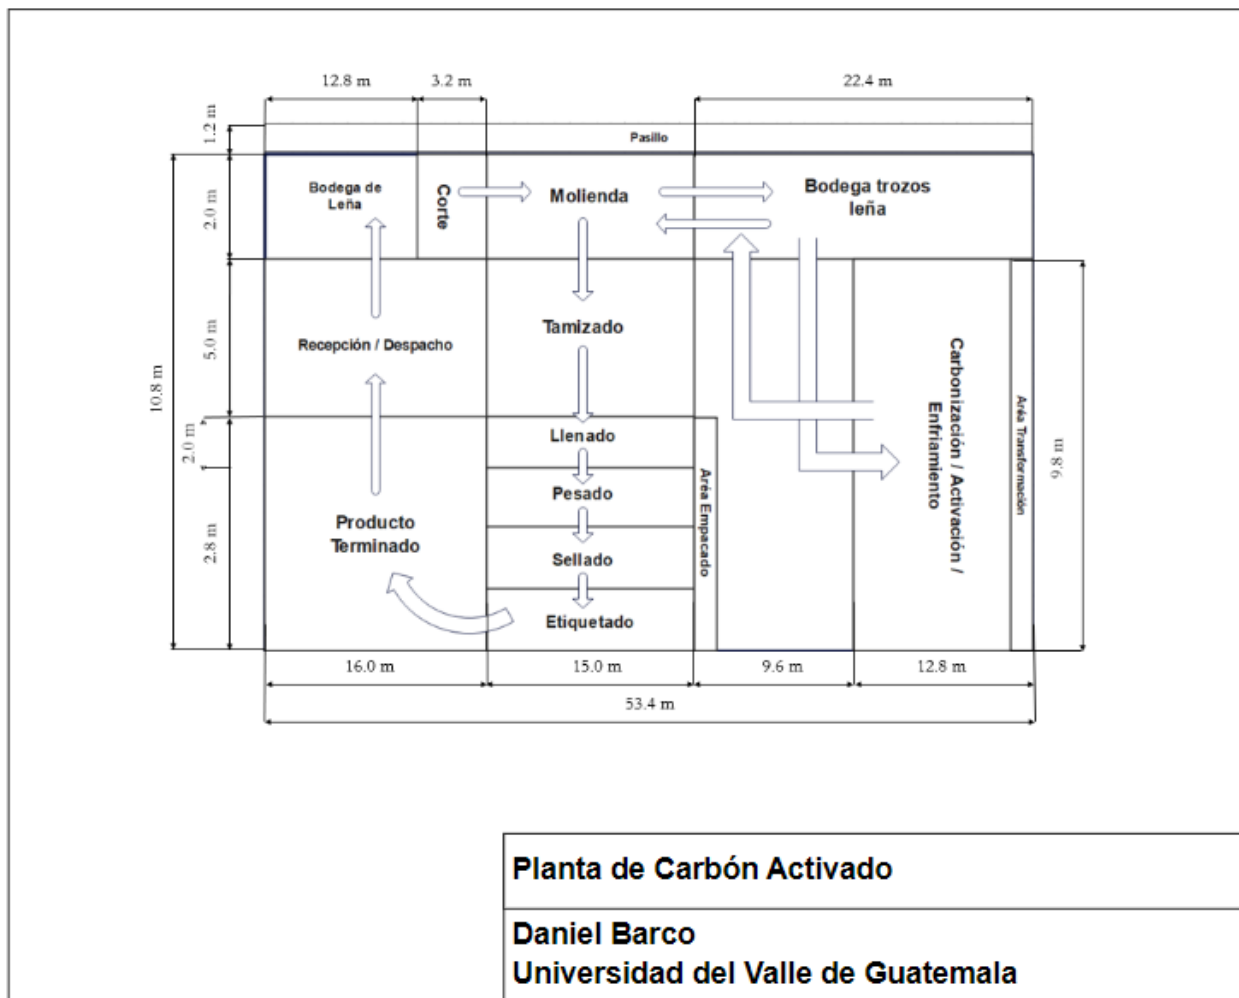 12.8 m
3.2 m
22.4 m
1.2 m
Pasillo
Bodega de
Leña
Corte
Molienda
Bodega trozos
leña
2.0 m
5.0 m
10.8 m
Recepción / Despacho
Tamizado
Carbonización / Activación /
Enfriamiento
Aréa Transformación
9.8 m
2.0 m
Llenado
Pesado
Aréa Empacado
2.8 m
Producto
Terminado
Sellado
Etiquetado
16.0 m
15.0 m
9.6 m
12.8 m
53.4 m
Planta de Carbón Activado
Daniel Barco
Universidad del Valle de Guatemala